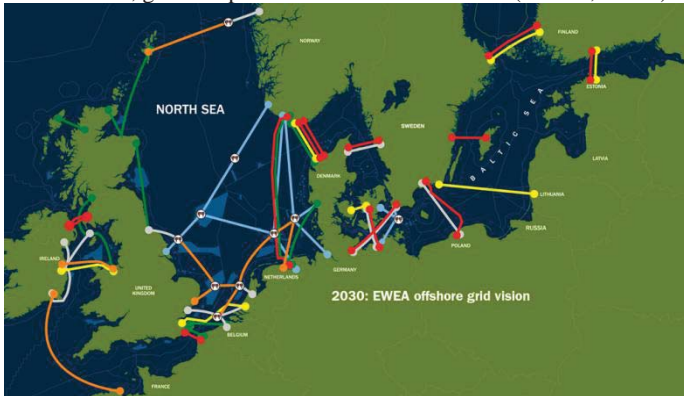 NORWAY
FINLAND
NORTH SEA
ESTONIA
SWEDEN
BALTIC SEA
LATVIA
DENMARK
LITHUANIA
RUSSIA
IRELAND
POLAND
UNITED
KINGDOM
NETHERLANDS
GERMANY
2030: EWEA offshore grid vision
BELGIUM
FRANCE